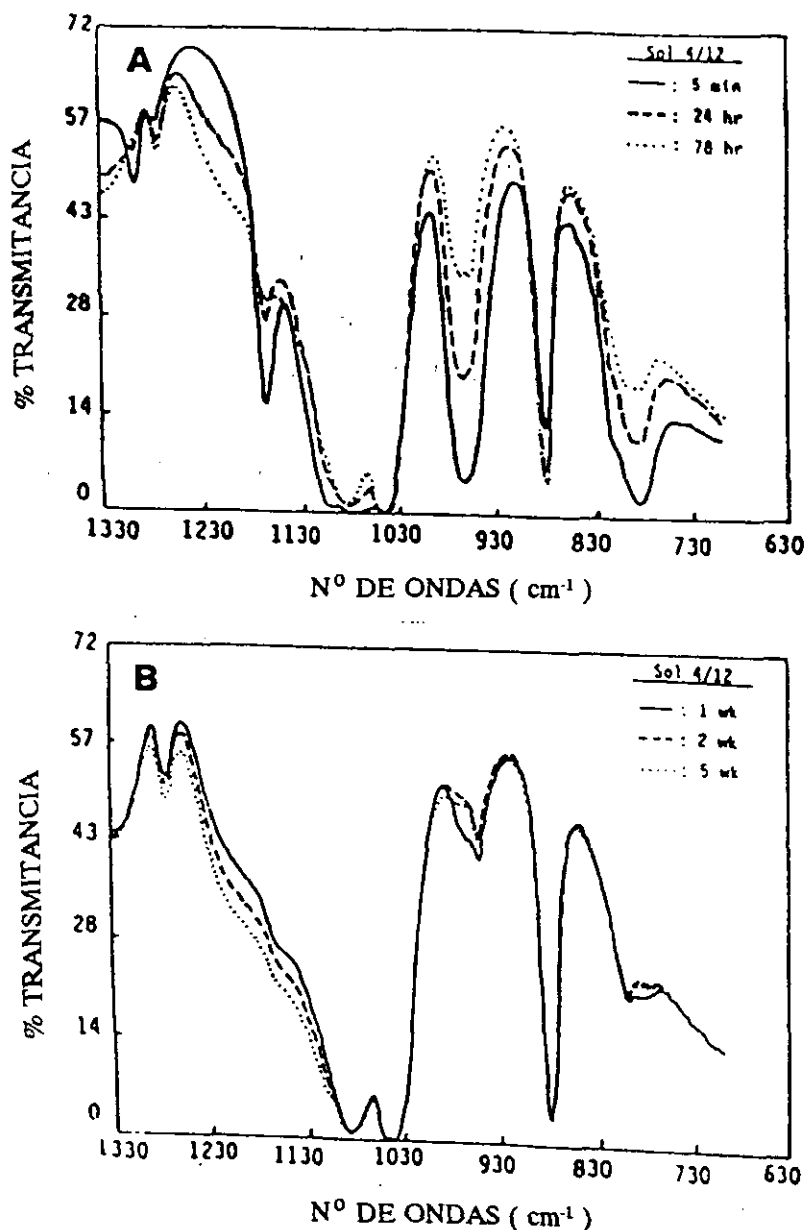 72
A
Sol 4/12
57
: 5 min
: 24 hr
: 78 hr
43
28
14
0
% TRANSMITANCIA
1330 1230 1130 1030 930 830 730 630
Nº DE ONDAS ( cm-1 )
72
B
Sol 4/12
57
: 1 wk
: 2 wk
: 5 wk
43
28
14
0
% TRANSMITANCIA
1330 1230 1130 1030 930 830 730 630
Nº DE ONDAS ( cm-1 )